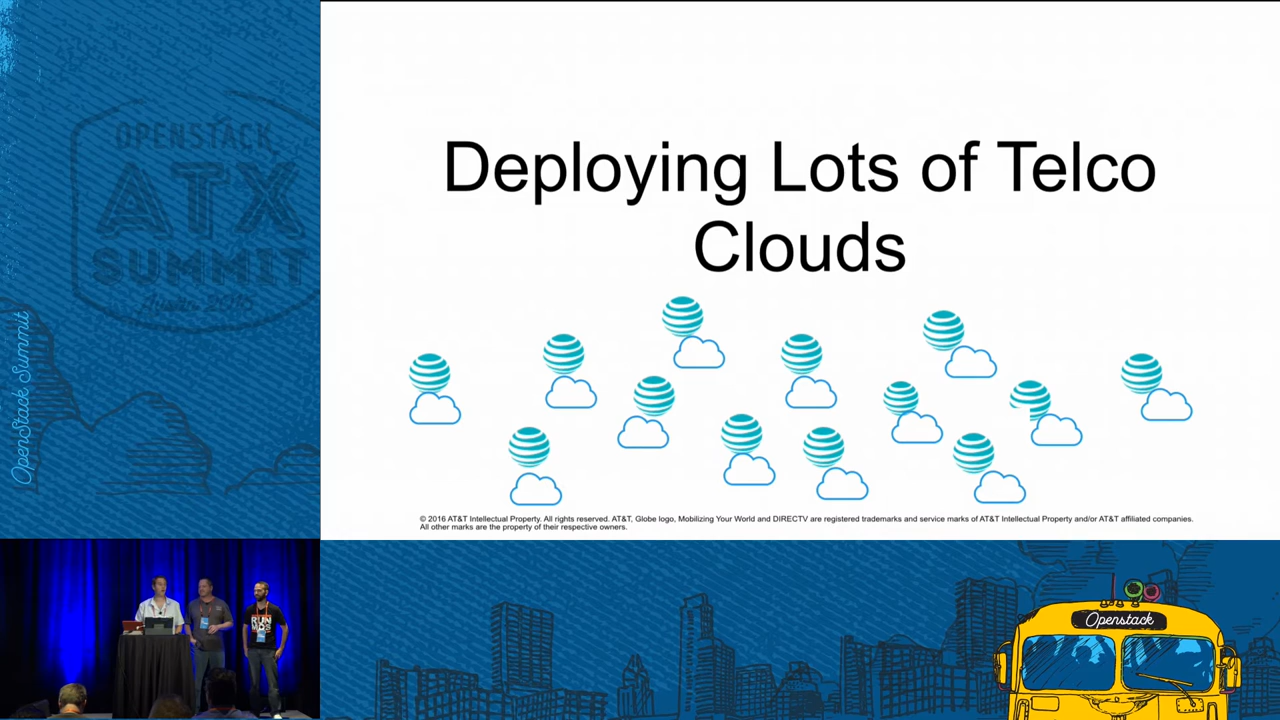 OPENSTACK
ATX
SUMMIT
Austin 2016
OpenStack Summit
Deploying Lots of Telco
Clouds
© 2016 AT&T Intellectual Property. All rights reserved. AT&T, Globe logo, Mobilizing Your World and DIRECTV are registered trademarks and service marks of AT&T Intellectual Property and/or AT&T affiliated companies.
All other marks are the property of their respective owners.
RUN
Openstack